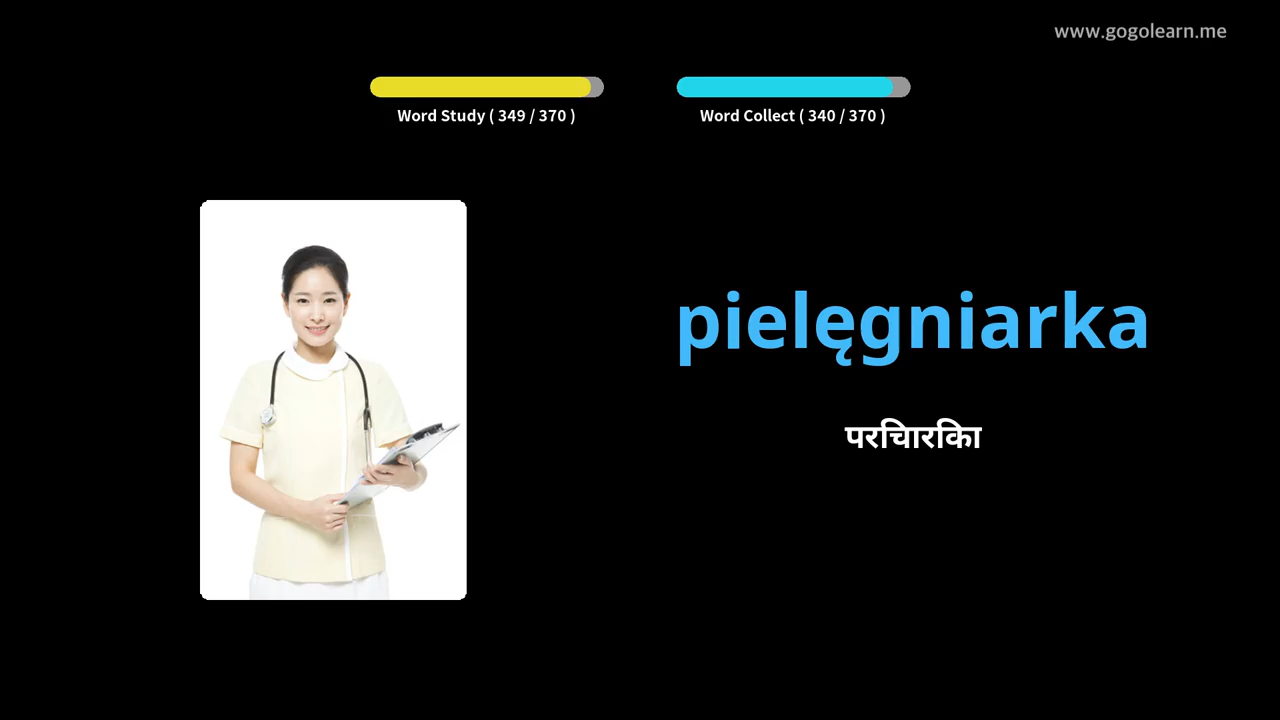 www.gogolearn.me
Word Study ( 349 / 370 )
Word Collect ( 340 / 370 )
pielęgniarka
परिचारिका